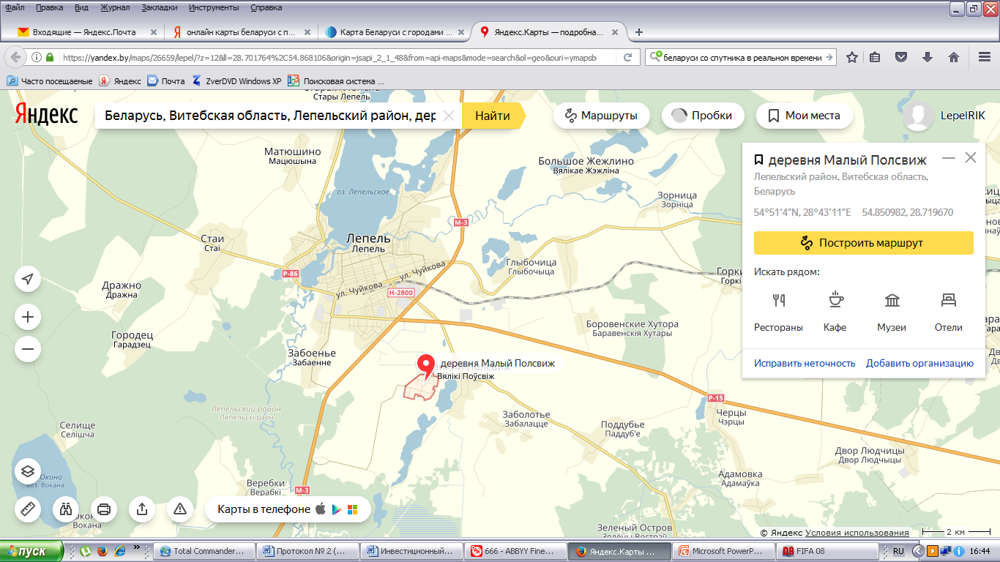 Файл Правка Вид Журнал Закладки Инструменты Справка
Входящие — Яндекс.Почта
онлайн карты беларуси с п...
Карта Беларуси с городами ...
Яндекс.Карты — подробна...
https://yandex.by/maps/26659/lepel/?z=12&ll=28.701764%2C54.868106&origin=jsapi_2_1_48&from=api-maps&mode=search&ol=geo&ouri=ymapsb
беларуси со спутника в реальном времени
Часто посещаемые Яндекс Почта ZverDVD Windows XP Поисковая система ...
Стары Лепель
Яндекс
Беларусь, Витебская область, Лепельский район, дер
Найти
Маршруты
Пробки
Мои места
LepelRIK
Матюшино
Мацюшына
Большое Жежлино
Вялікае Жэжліна
оз. Лепельское
Зорница
Зорніца
М-3
Стаи
Стаі
Лепель
Лепель
Глыбочица
Глыбочыца
Р-86
ул. Чуйкова
ул. Чуйкова
Н-2800
Горки
Горкі
Дражно
Дражна
Боровенские Хутора
Баравенскія Хутары
Городец
Гарадзец
Забоенье
Забаенне
деревня Малый Полсвиж
Вялікі Поўсвіж
Лепельский район
Лепельскі раён
Р-15
Черцы
Чэрцы
Заболотье
Забалацце
Поддубье
Паддуб'е
Селище
Селішча
Двор Людчицы
Двор Людчыцы
Адамовка
Адамаўка
Оконо
воз. Вокана
Веребки
Верабкі
М-3
Вокана
Зеленый Остров
Зялёны Востраў
деревня Малый Полсвиж
Лепельский район, Витебская область,
Беларусь
54°51'4"N, 28°43'11"E 54.850982, 28.719670
Построить маршрут
Искать рядом:
Рестораны Кафе Музеи Отели
Исправить неточность Добавить организацию
Карты в телефоне
© Яндекс Условия использования
2 км
пуск
Total Commander...
Протокол № 2 (...
Инвестиционный...
666 - ABBYY Fine...
Яндекс.Карты ...
Microsoft PowerP...
FIFA 08
RU
16:44